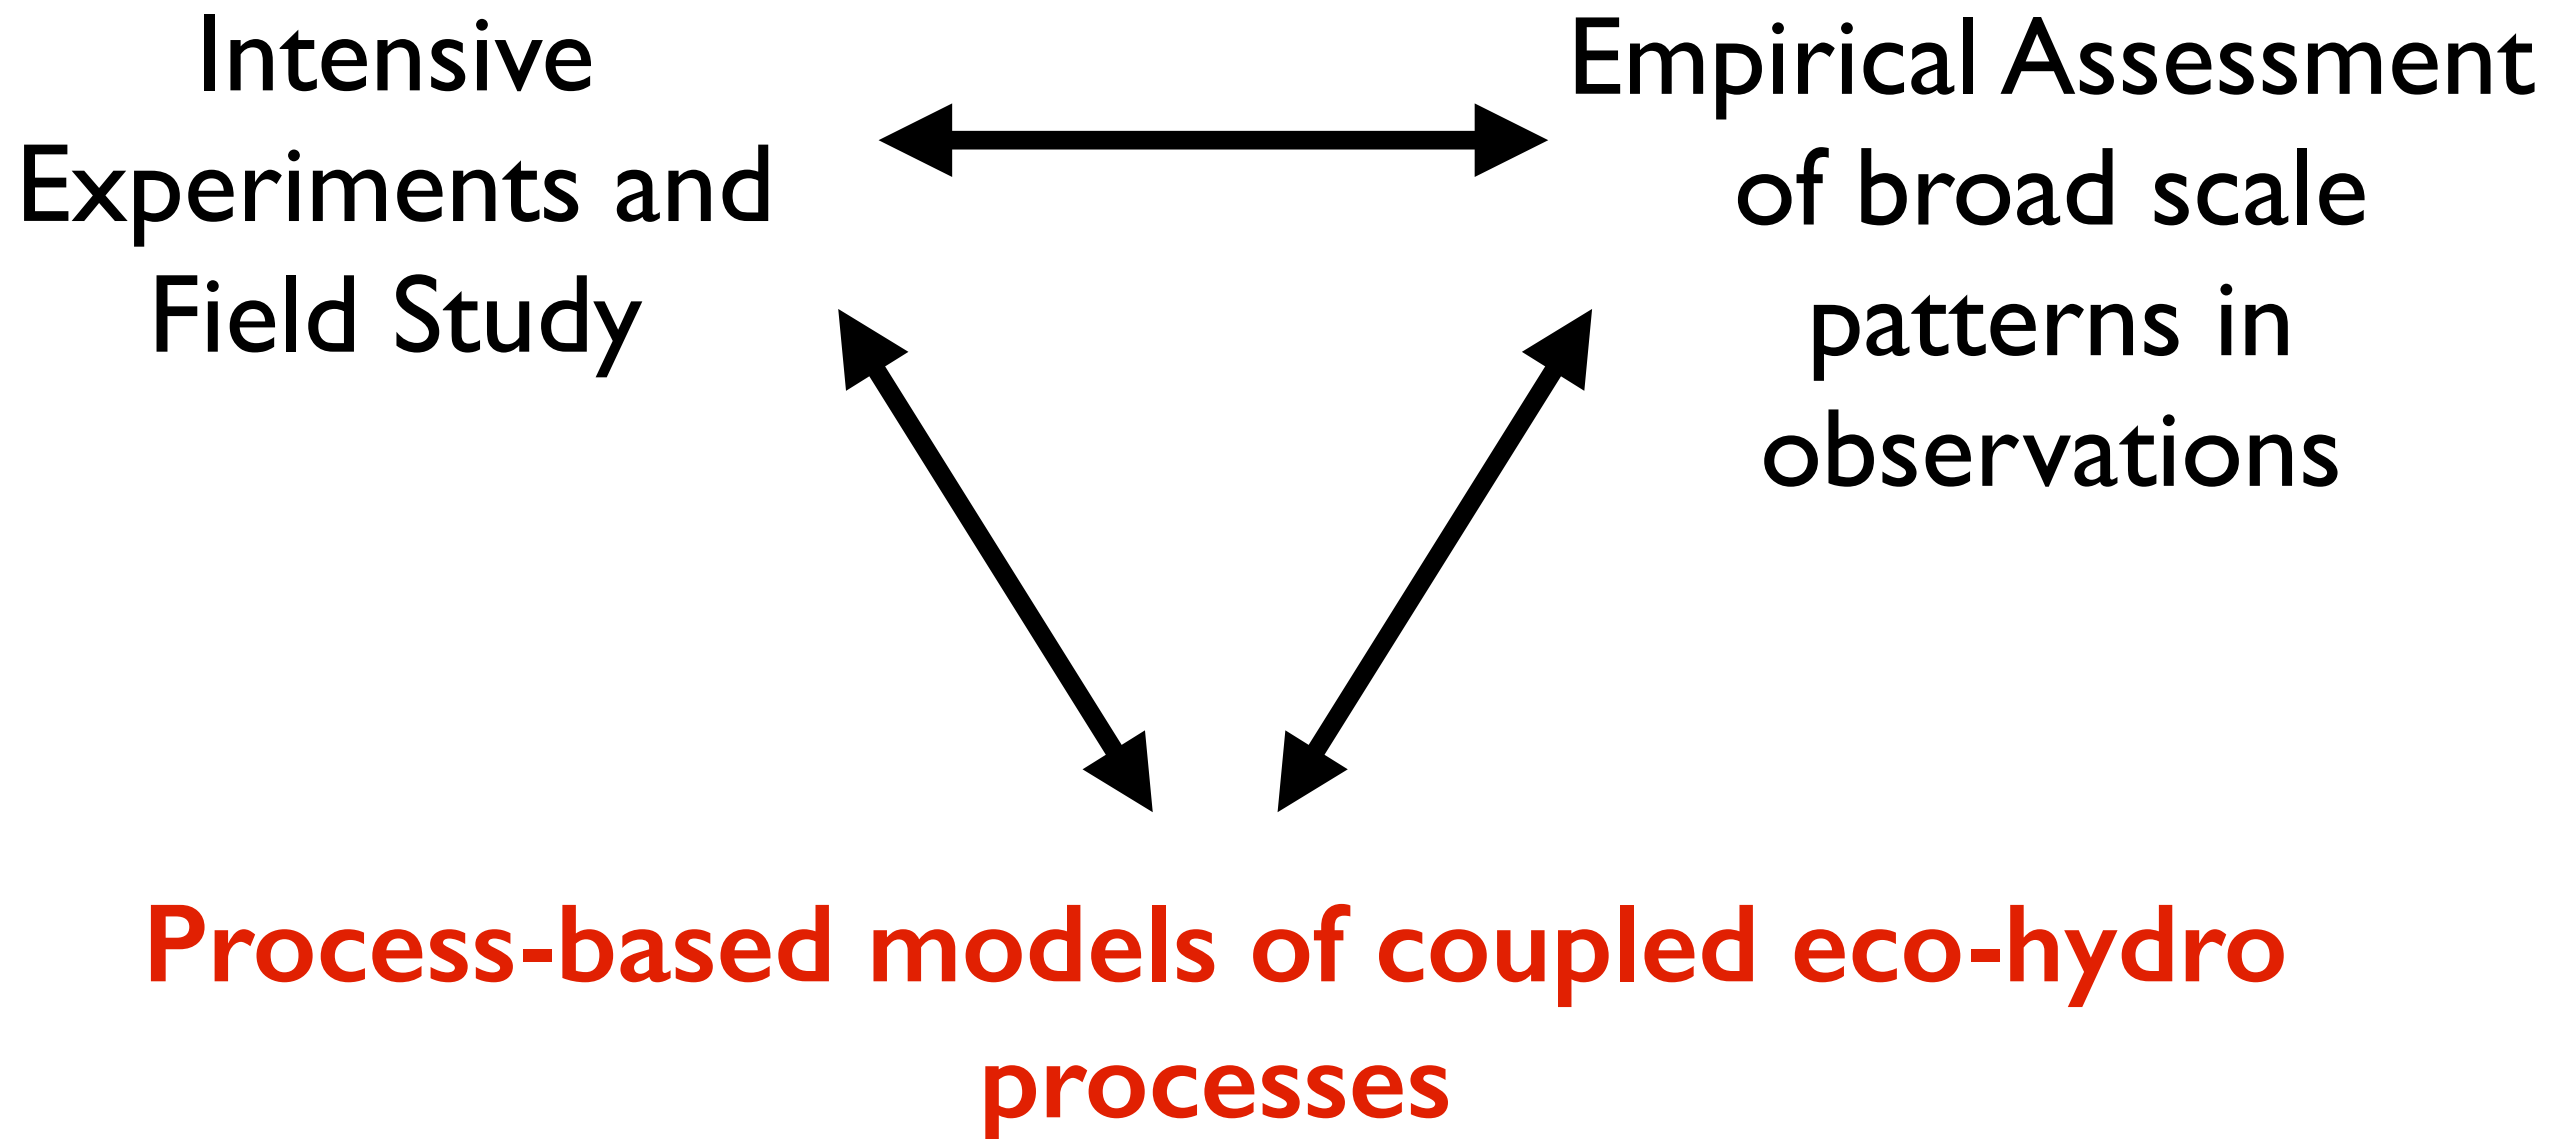 Intensive
Experiments and
Field Study
Empirical Assessment
of broad scale
patterns in
observations
Process-based models of coupled eco-hydro
processes